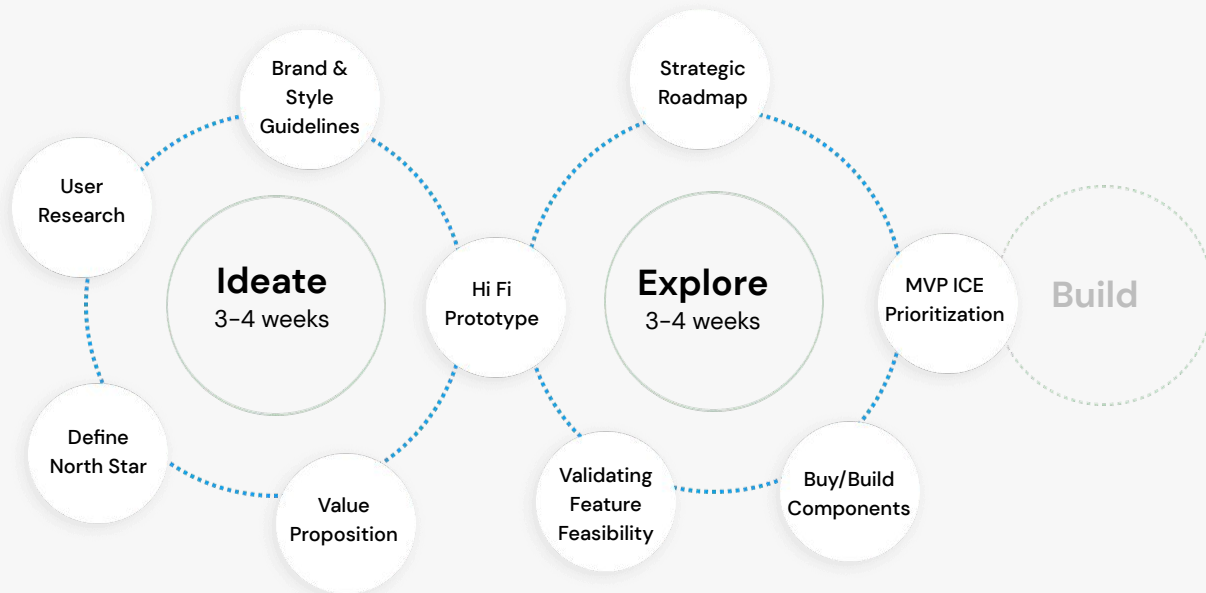 Brand &
Style
Guidelines
User
Research
Ideate
3-4 weeks
Define
North Star
Value
Proposition
Hi Fi
Prototype
Strategic
Roadmap
Explore
3-4 weeks
Validating
Feature
Feasibility
Buy/Build
Components
MVP ICE
Prioritization
Build